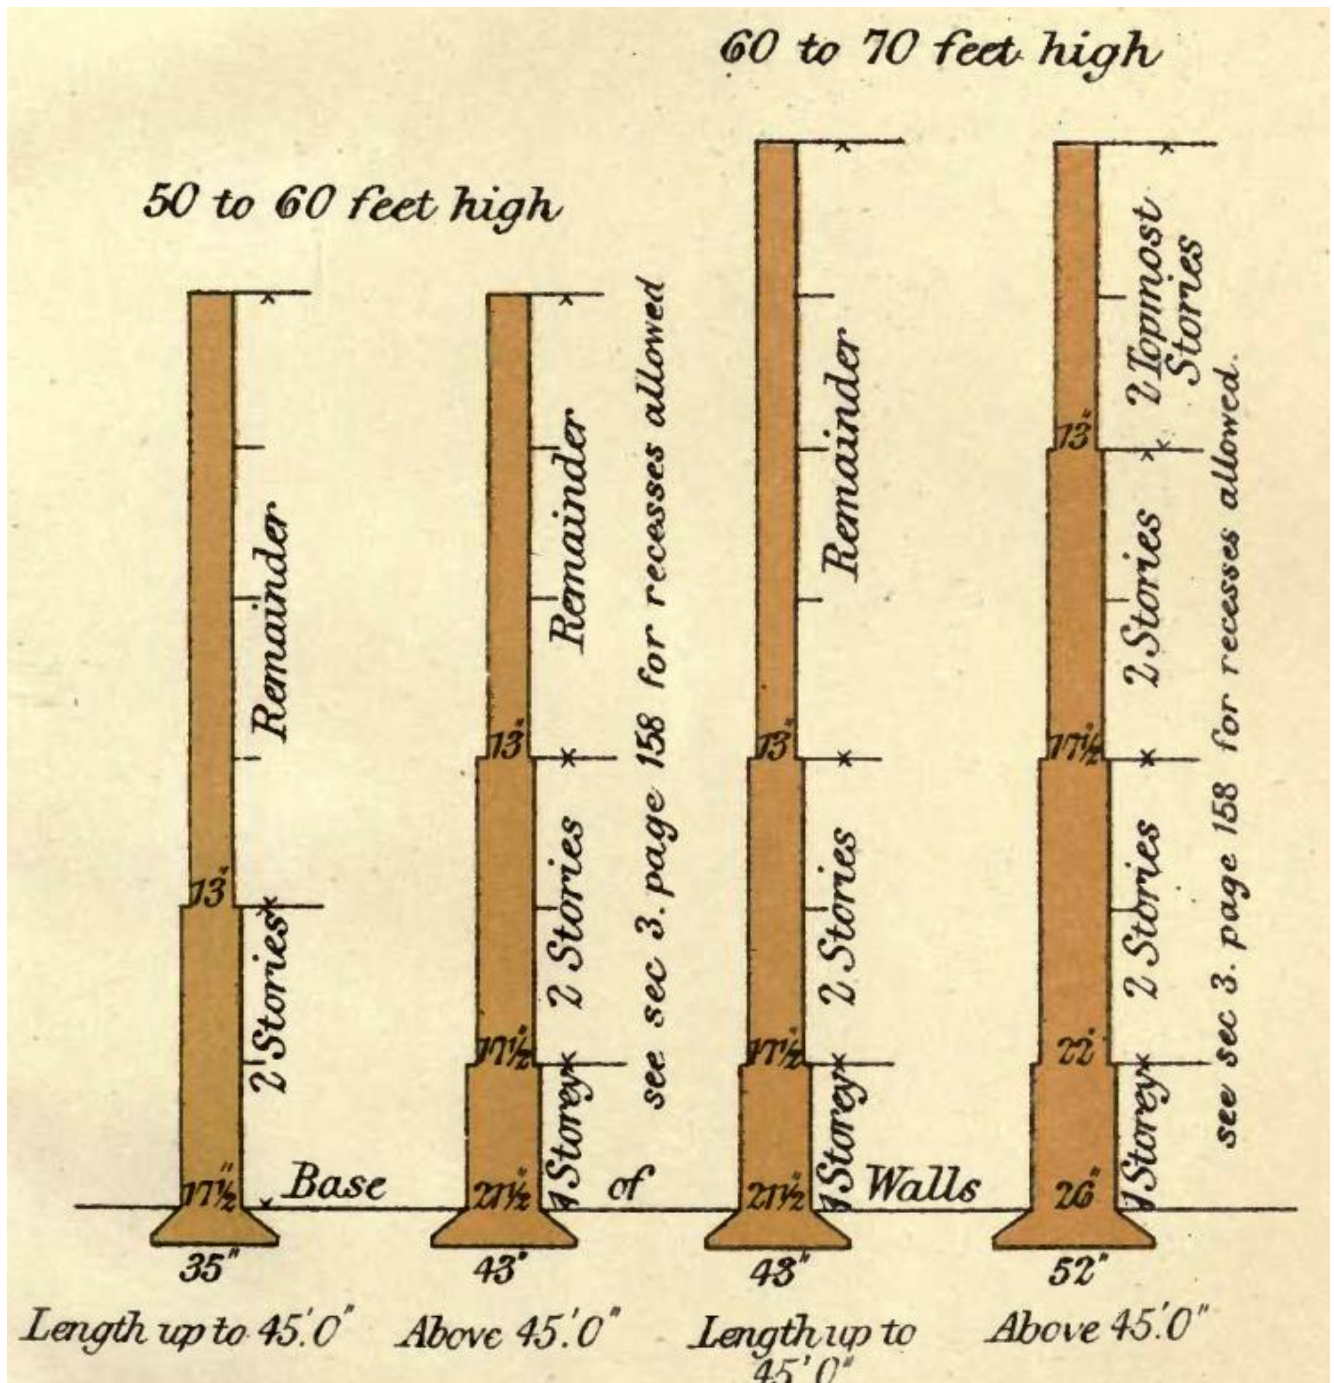 60 to 70 feet high
50 to 60 feet high
Remainder
13"
2 Stories
17½"
35"
Length up to 45'.0"
Remainder
13"
2 Stories
17½"
1 Storey
21½"
43"
Above 45'.0"
see sec 3. page 158 for recesses allowed
Remainder
13"
2 Stories
17½"
1 Storey
21½"
43"
Length up to
45'0"
2 Topmost
Stories
13"
2 Stories
17½"
2 Stories
22"
1 Storey
26"
52"
Above 45'.0"
see sec 3. page 158 for recesses allowed.
Base of Walls